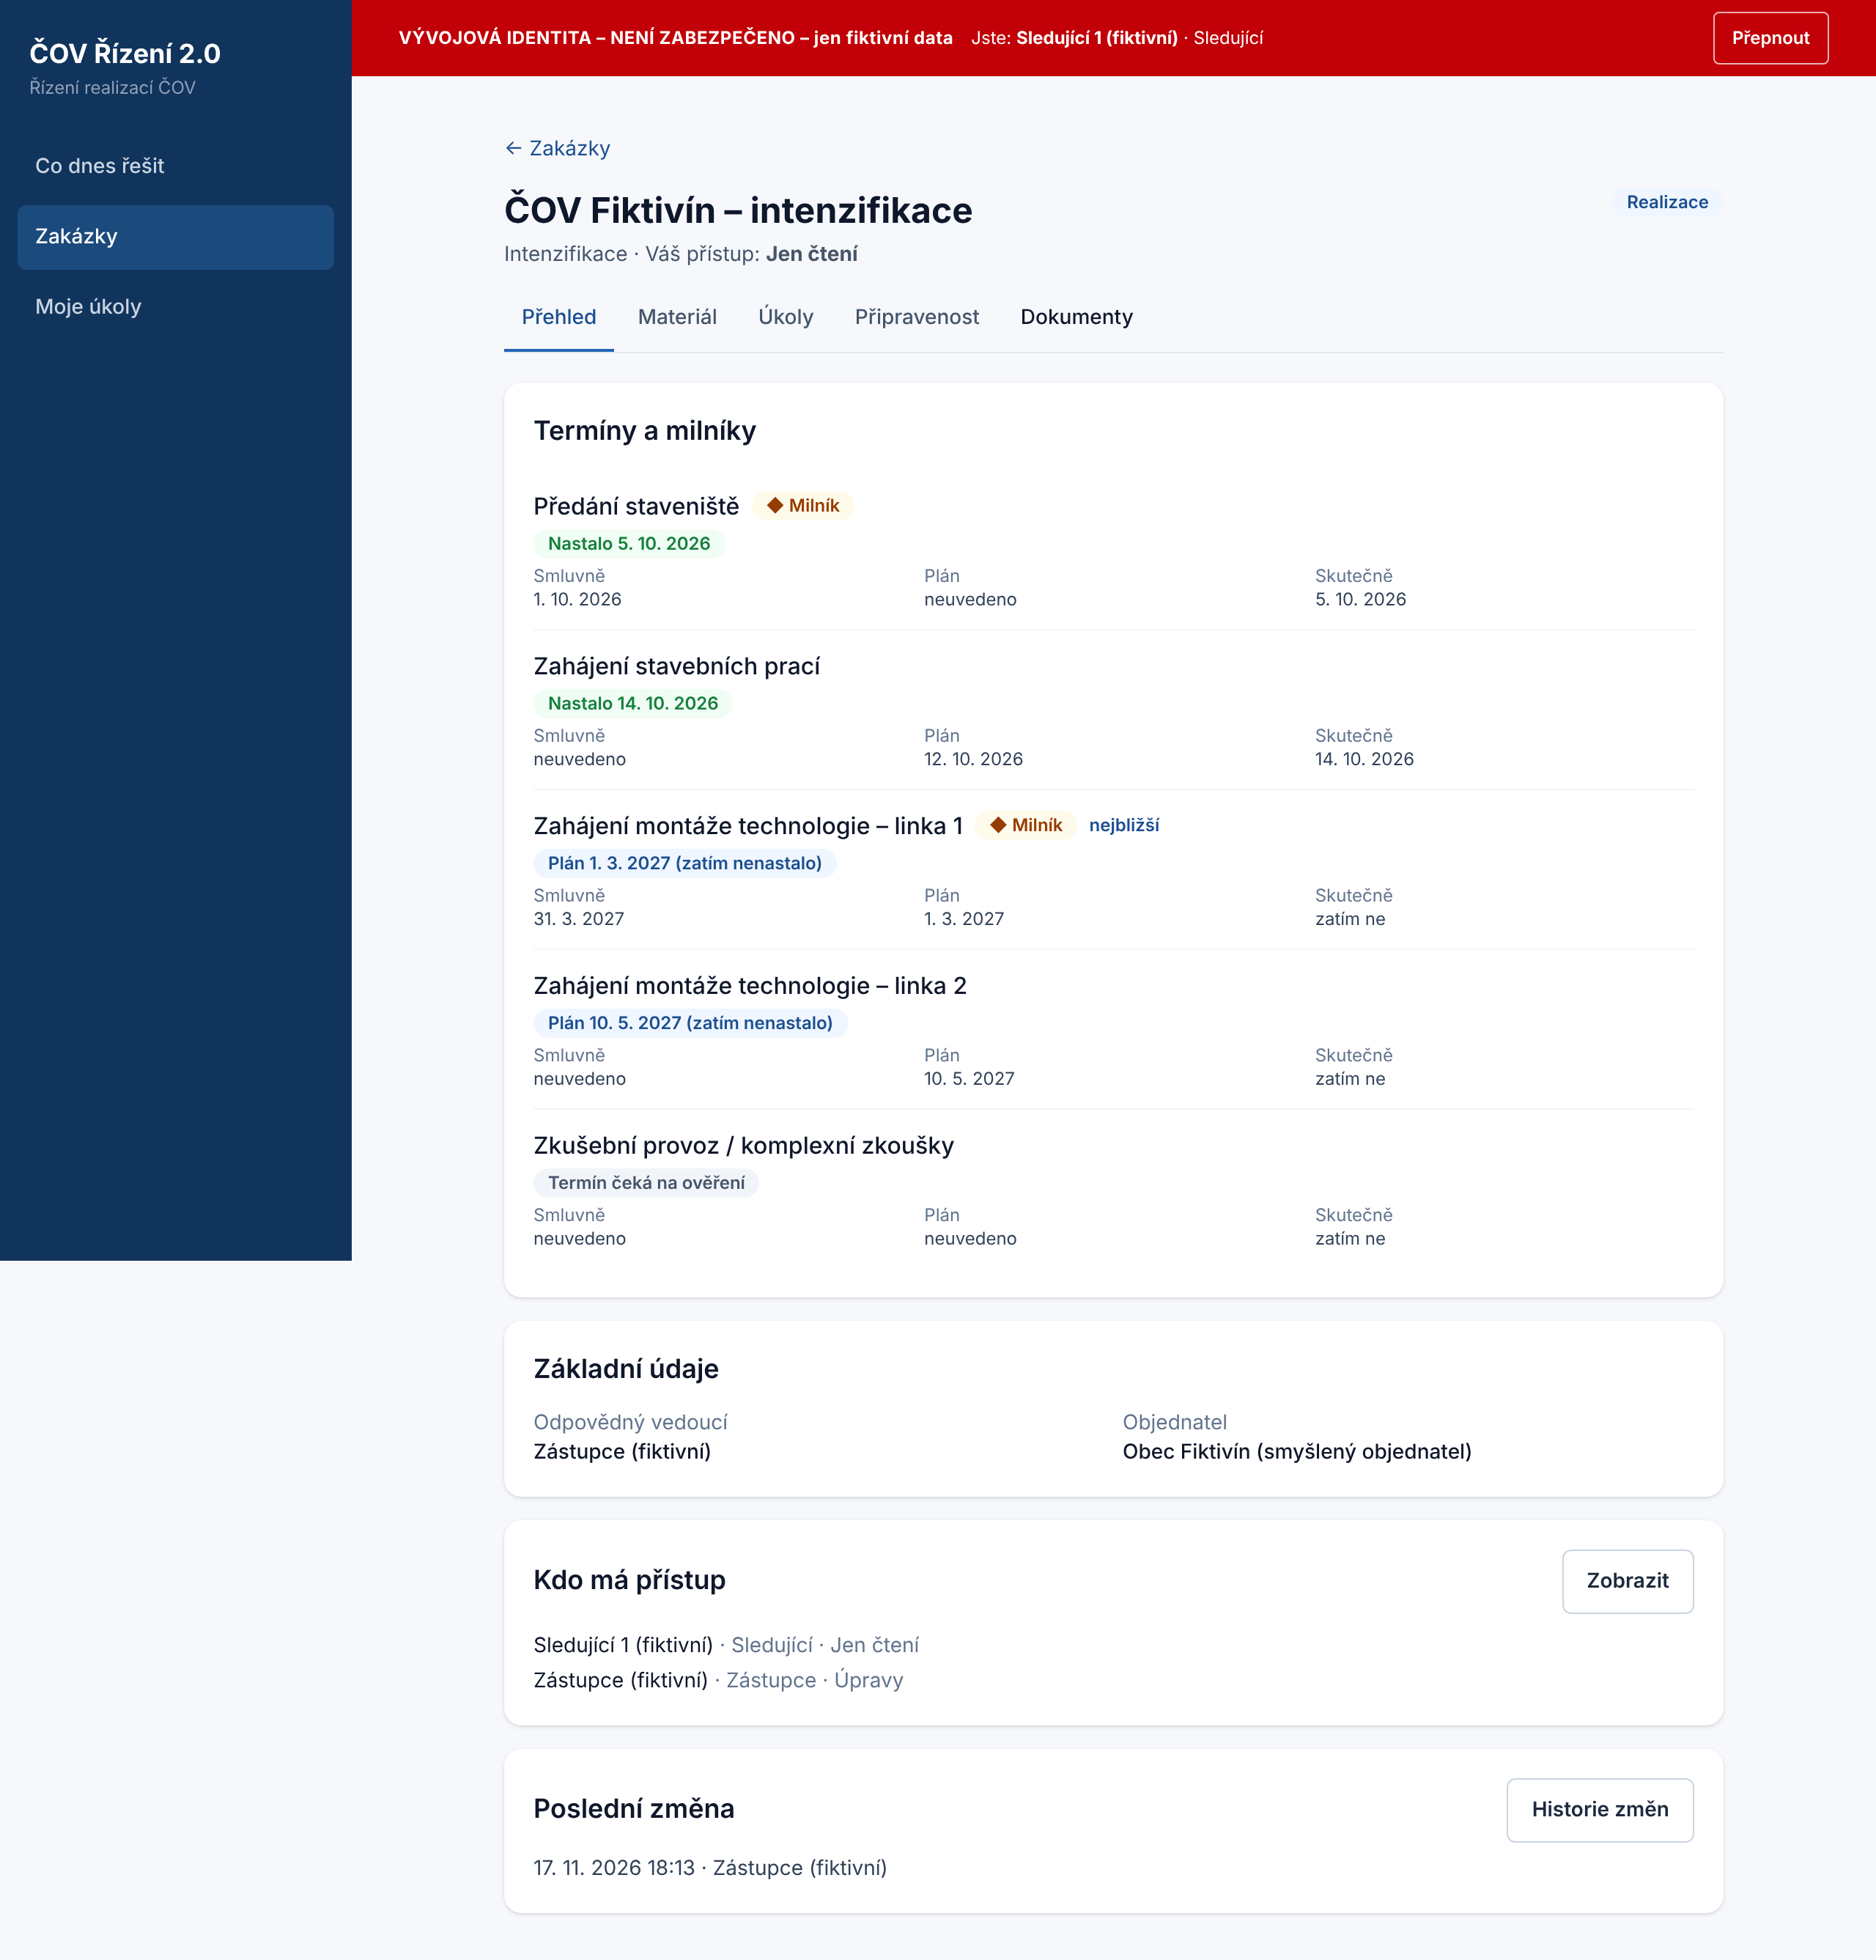 ČOV Řízení 2.0
Řízení realizací ČOV
Co dnes řešit
Zakázky
Moje úkoly
VÝVOJOVÁ IDENTITA – NENÍ ZABEZPEČENO – jen fiktivní data Jste: Sledující 1 (fiktivní) · Sledující
Přepnout
← Zakázky
ČOV Fiktivín – intenzifikace
Realizace
Intenzifikace · Váš přístup: Jen čtení
Přehled Materiál Úkoly Připravenost Dokumenty
Termíny a milníky
Předání staveniště ◆ Milník
Nastalo 5. 10. 2026
Smluvně Plán Skutečně
1. 10. 2026 neuvedeno 5. 10. 2026
Zahájení stavebních prací
Nastalo 14. 10. 2026
Smluvně Plán Skutečně
neuvedeno 12. 10. 2026 14. 10. 2026
Zahájení montáže technologie – linka 1 ◆ Milník nejbližší
Plán 1. 3. 2027 (zatím nenastalo)
Smluvně Plán Skutečně
31. 3. 2027 1. 3. 2027 zatím ne
Zahájení montáže technologie – linka 2
Plán 10. 5. 2027 (zatím nenastalo)
Smluvně Plán Skutečně
neuvedeno 10. 5. 2027 zatím ne
Zkušební provoz / komplexní zkoušky
Termín čeká na ověření
Smluvně Plán Skutečně
neuvedeno neuvedeno zatím ne
Základní údaje
Odpovědný vedoucí Objednatel
Zástupce (fiktivní) Obec Fiktivín (smyšlený objednatel)
Kdo má přístup
Zobrazit
Sledující 1 (fiktivní) · Sledující · Jen čtení
Zástupce (fiktivní) · Zástupce · Úpravy
Poslední změna
Historie změn
17. 11. 2026 18:13 · Zástupce (fiktivní)